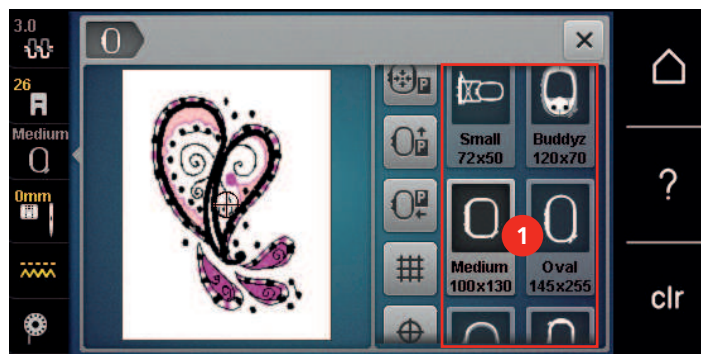 3.0
26
Medium
0mm
P
P
P
Small
72x50
Buddyz
120x70
Medium
100x130
Oval
145x255
1
?
clr